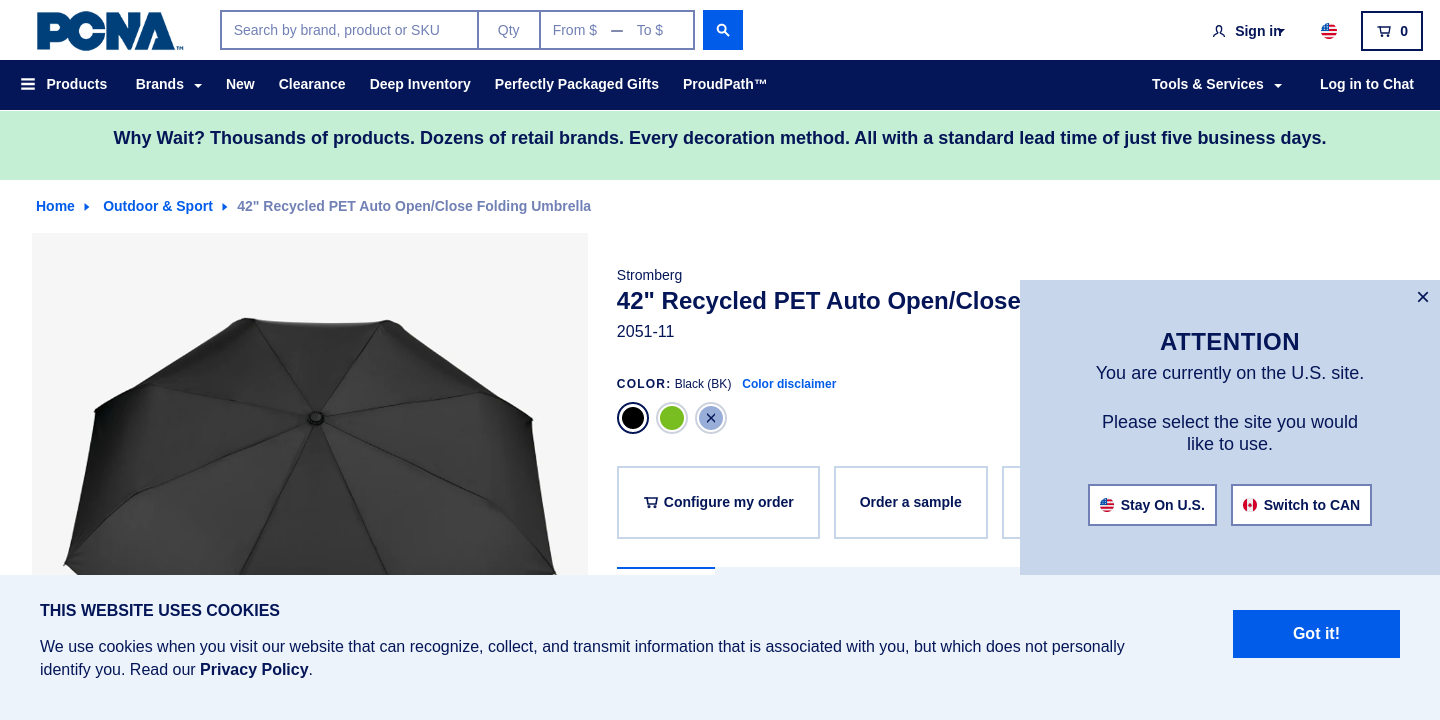 PCNA™
Search by brand, product or SKU
Qty
From $ — To $
Sign in
0
Products
Brands
New
Clearance
Deep Inventory
Perfectly Packaged Gifts
ProudPath™
Tools & Services
Log in to Chat
Why Wait? Thousands of products. Dozens of retail brands. Every decoration method. All with a standard lead time of just five business days.
Home
Outdoor & Sport
42" Recycled PET Auto Open/Close Folding Umbrella
Stromberg
42" Recycled PET Auto Open/Close
2051-11
COLOR: Black (BK) Color disclaimer
Configure my order
Order a sample
ATTENTION
You are currently on the U.S. site.
Please select the site you would
like to use.
Stay On U.S.
Switch to CAN
THIS WEBSITE USES COOKIES
We use cookies when you visit our website that can recognize, collect, and transmit information that is associated with you, but which does not personally
identify you. Read our Privacy Policy.
Got it!